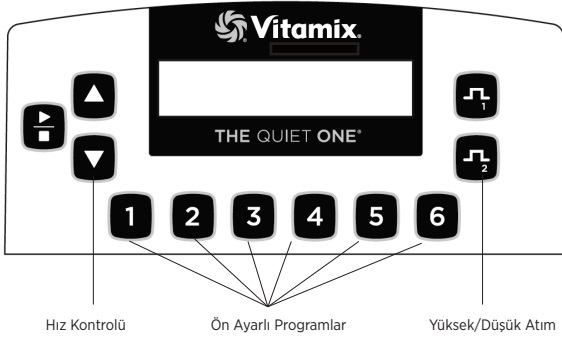 Vitamix.
THE QUIET ONE®
1
2
1 2 3 4 5 6
Hız Kontrolü
Ön Ayarlı Programlar
Yüksek/Düşük Atım